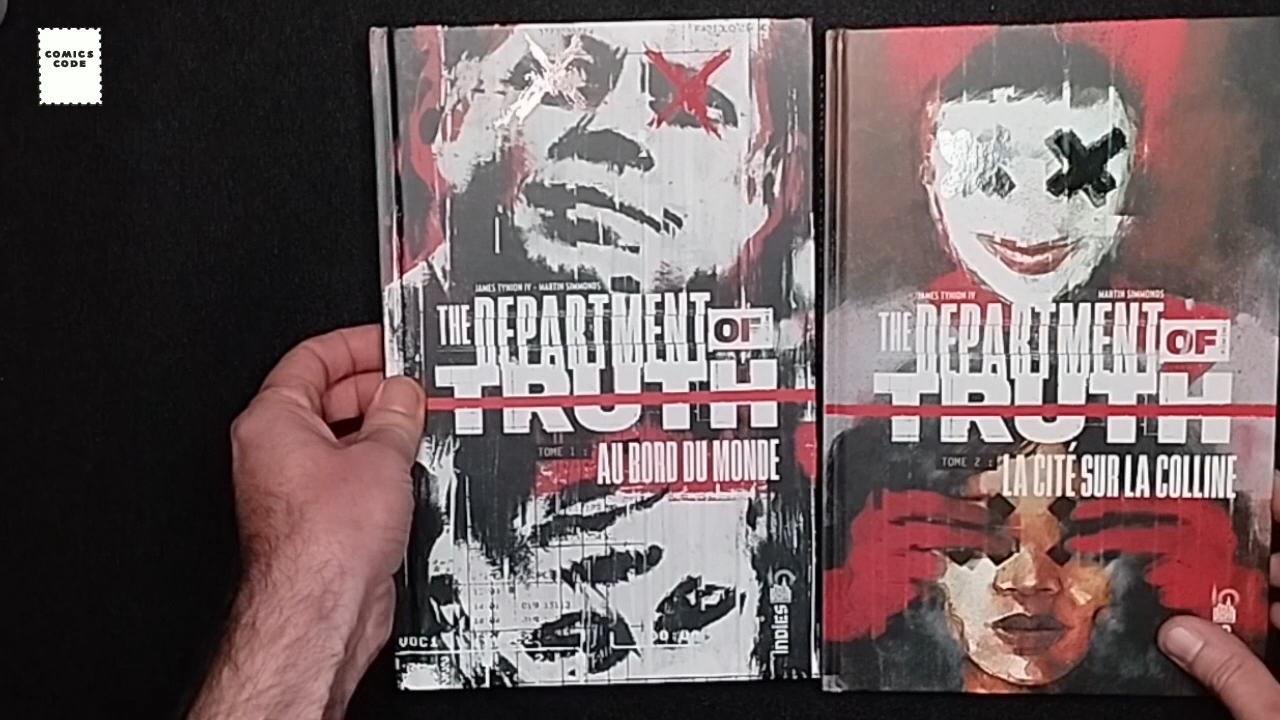 COMICS
CODE
JAMES TYNION IV - MARTIN SIMMONDS
THE DEPARTMENT OF
TRUTH
TOME 1 :
AU BORD DU MONDE
indies
JAMES TYNION IV
MARTIN SIMMONDS
THE DEPARTMENT OF
TRUTH
TOME 2 :
LA CITÉ SUR LA COLLINE